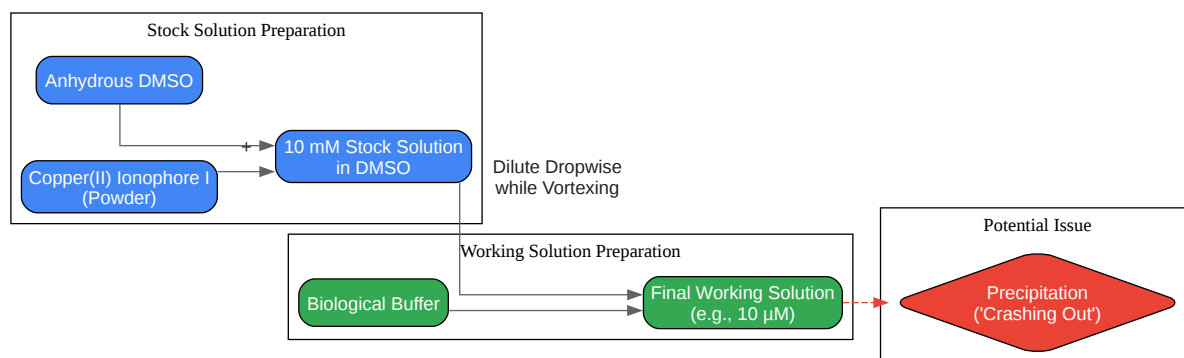 Stock Solution Preparation
Anhydrous DMSO
+
10 mM Stock Solution
in DMSO
Copper(II) Ionophore I
(Powder)
Dilute Dropwise
while Vortexing
Working Solution Preparation
Biological Buffer
Final Working Solution
(e.g., 10 µM)
Potential Issue
Precipitation
('Crashing Out')